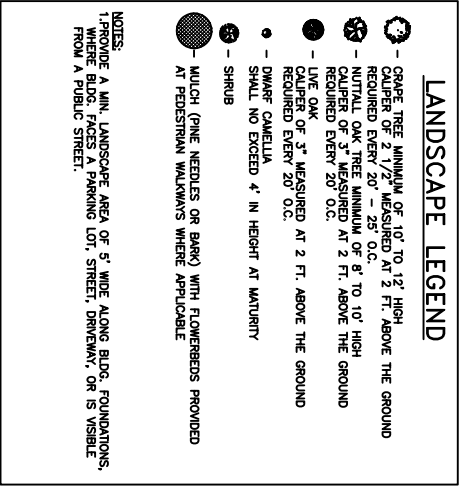 LANDSCAPE LEGEND
- CRAPE TREE MINIMUM OF 10' TO 12' HIGH
CALIPER OF 2 1/2" MEASURED AT 2 FT. ABOVE THE GROUND
REQUIRED EVERY 20' - 25' O.C.
- NUTTALL OAK TREE MINIMUM OF 8' TO 10' HIGH
CALIPER OF 3" MEASURED AT 2 FT. ABOVE THE GROUND
REQUIRED EVERY 20' O.C.
- LIVE OAK
CALIPER OF 3" MEASURED AT 2 FT. ABOVE THE GROUND
REQUIRED EVERY 20' O.C.
- DWARF CAMELLIA
SHALL NO EXCEED 4' IN HEIGHT AT MATURITY
- SHRUB
- MULCH (PINE NEEDLES OR BARK) WITH FLOWERBEDS PROVIDED
AT PEDESTRIAN WALKWAYS WHERE APPLICABLE
NOTES:
1.PROVIDE A MIN. LANDSCAPE AREA OF 5' WIDE ALONG BLDG. FOUNDATIONS,
WHERE BLDG. FACES A PARKING LOT, STREET, DRIVEWAY, OR IS VISIBLE
FROM A PUBLIC STREET.